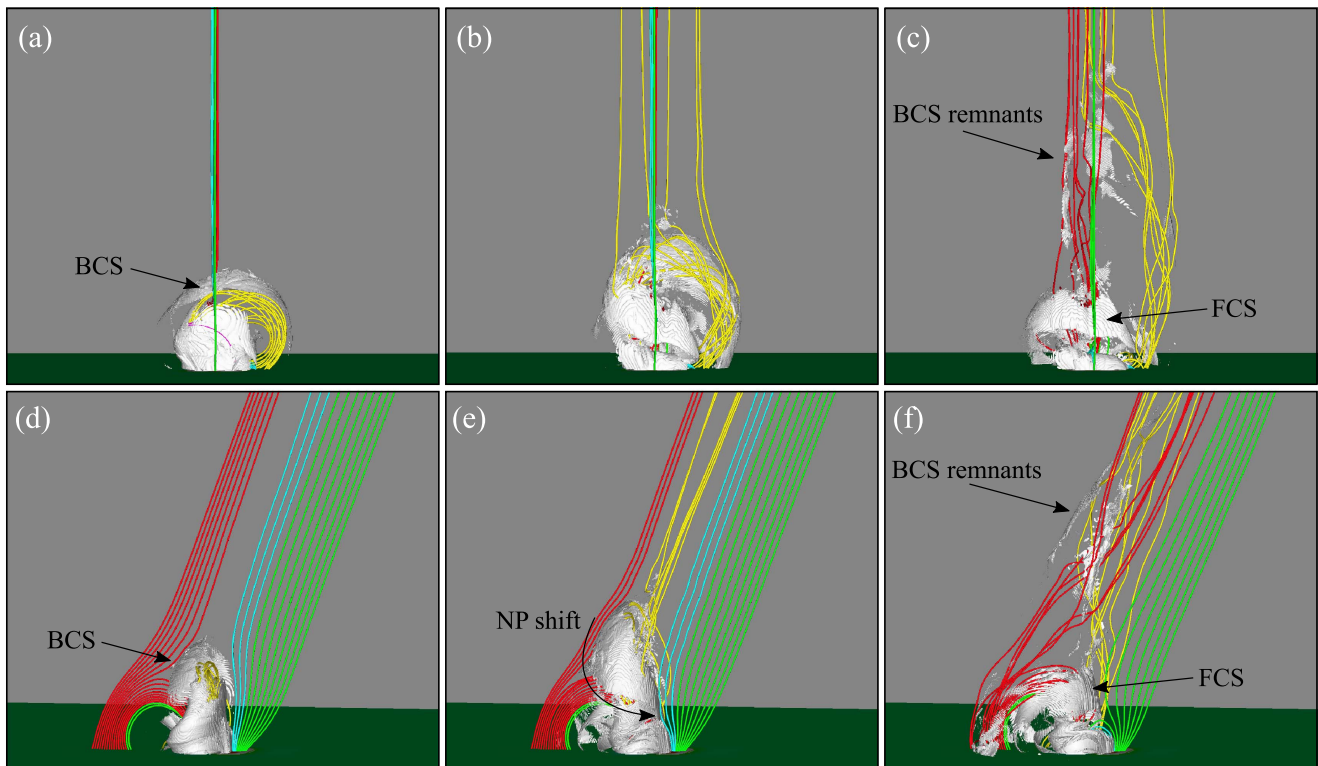 (a)
BCS
(b)
(c)
BCS remnants
FCS
(d)
BCS
(e)
NP shift
(f)
BCS remnants
FCS